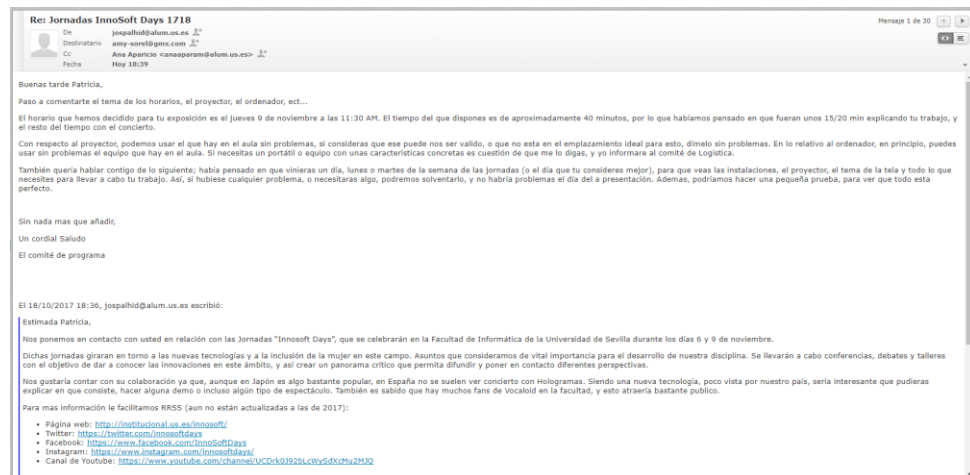 Re: Jornadas InnoSoft Days 1718
Mensaje 1 de 30
De jospalhid@alum.us.es
Destinatario amy-sorel@gmx.com
Cc Ana Aparicio <anaaparam@alum.us.es>
Fecha Hoy 18:39
Buenas tarde Patricia,
Paso a comentarte el tema de los horarios, el proyector, el ordenador, ect...
El horario que hemos decidido para tu exposición es el jueves 9 de noviembre a las 11:30 AM. El tiempo del que dispones es de aproximadamente 40 minutos, por lo que habíamos pensado en que fueran unos 15/20 min explicando tu trabajo, y
el resto del tiempo con el concierto.
Con respecto al proyector, podemos usar el que hay en el aula sin problemas, si consideras que ese puede nos ser valido, o que no esta en el emplazamiento ideal para esto, dímelo sin problemas. En lo relativo al ordenador, en principio, puedes
usar sin problemas el equipo que hay en el aula. Si necesitas un portátil o equipo con unas características concretas es cuestión de que me lo digas, y yo informare al comité de Logística.
También quería hablar contigo de lo siguiente; había pensado en que vinieras un día, lunes o martes de la semana de las jornadas (o el día que tu consideres mejor), para que veas las instalaciones, el proyector, el tema de la tela y todo lo que
necesites para llevar a cabo tu trabajo. Así, si hubiese cualquier problema, o necesitaras algo, podremos solventarlo, y no habría problemas el día del a presentación. Ademas, podríamos hacer una pequeña prueba, para ver que todo esta
perfecto.
Sin nada mas que añadir,
Un cordial Saludo
El comité de programa
El 18/10/2017 18:36, jospalhid@alum.us.es escribió:
Estimada Patricia,
Nos ponemos en contacto con usted en relación con las Jornadas "Innosoft Days", que se celebrarán en la Facultad de Informática de la Universidad de Sevilla durante los días 6 y 9 de noviembre.
Dichas jornadas giraran en torno a las nuevas tecnologías y a la inclusión de la mujer en este campo. Asuntos que consideramos de vital importancia para el desarrollo de nuestra disciplina. Se llevarán a cabo conferencias, debates y talleres
con el objetivo de dar a conocer las innovaciones en este ámbito, y así crear un panorama crítico que permita difundir y poner en contacto diferentes perspectivas.
Nos gustaría contar con su colaboración ya que, aunque en Japón es algo bastante popular, en España no se suelen ver concierto con Hologramas. Siendo una nueva tecnología, poco vista por nuestro país, seria interesante que pudieras
explicar en que consiste, hacer alguna demo o incluso algún tipo de espectáculo. También es sabido que hay muchos fans de Vocaloid en la facultad, y esto atraería bastante publico.
Para mas información le facilitamos RRSS (aun no están actualizadas a las de 2017):
• Página web: http://institucional.us.es/innosoft/
• Twitter: https://twitter.com/innosoftdays
• Facebook: https://www.facebook.com/InnoSoftDays
• Instagram: https://www.instagram.com/innosoftdays/
• Canal de Youtube: https://www.youtube.com/channel/UCDrk0J92bLcWySdXcMu2MJQ